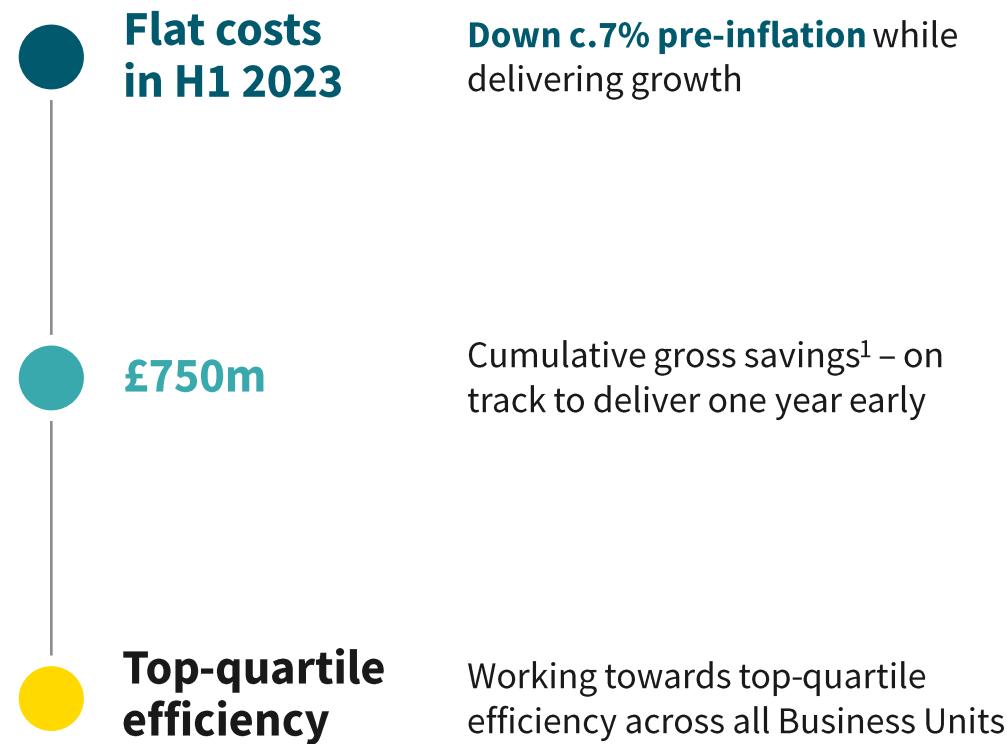 Flat costs
in H1 2023
Down c.7% pre-inflation while
delivering growth
£750m
Cumulative gross savings¹ – on
track to deliver one year early
Top-quartile
efficiency
Working towards top-quartile
efficiency across all Business Units